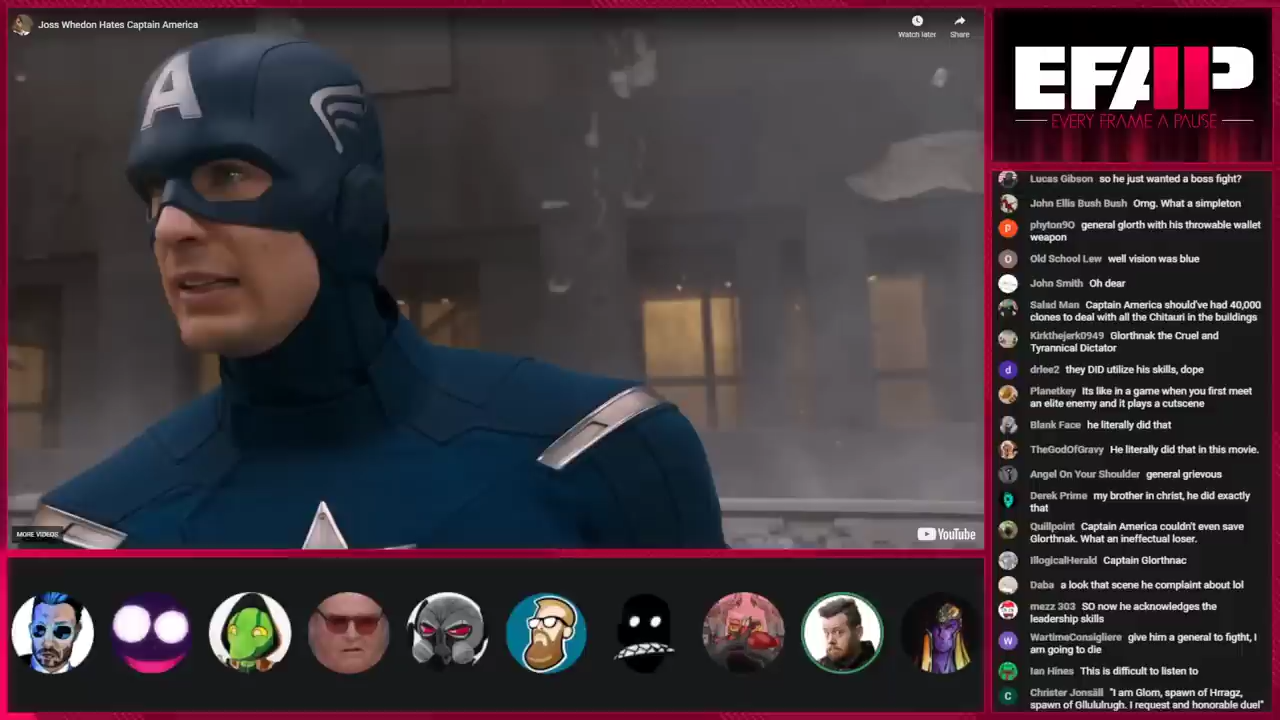 Joss Whedon Hates Captain America
Watch later
Share
A
MORE VIDEOS
YouTube
EFAP
EVERY FRAME A PAUSE
Lucas Gibson so he just wanted a boss fight?
John Ellis Bush Bush Omg. What a simpleton
phyton90 general glorth with his throwable wallet
weapon
Old School Lew well vision was blue
John Smith Oh dear
Salad Man Captain America should've had 40,000
clones to deal with all the Chitauri in the buildings
Kirkthejerk0949 Glorthnak the Cruel and
Tyrannical Dictator
drlee2 they DID utilize his skills, dope
Planetkey Its like in a game when you first meet
an elite enemy and it plays a cutscene
Blank Face he literally did that
TheGodOfGravy He literally did that in this movie.
Angel On Your Shoulder general grievous
Derek Prime my brother in christ, he did exactly
that
Quillpoint Captain America couldn't even save
Glorthnak. What an ineffectual loser.
IllogicalHerald Captain Glorthnac
Daba a look that scene he complaint about lol
mezz 303 SO now he acknowledges the
leadership skills
WartimeConsigliere give him a general to figtht, I
am going to die
Ian Hines This is difficult to listen to
Christer Jonsäll "I am Glom, spawn of Hrragz,
spawn of Gllululrugh. I request and honorable duel"